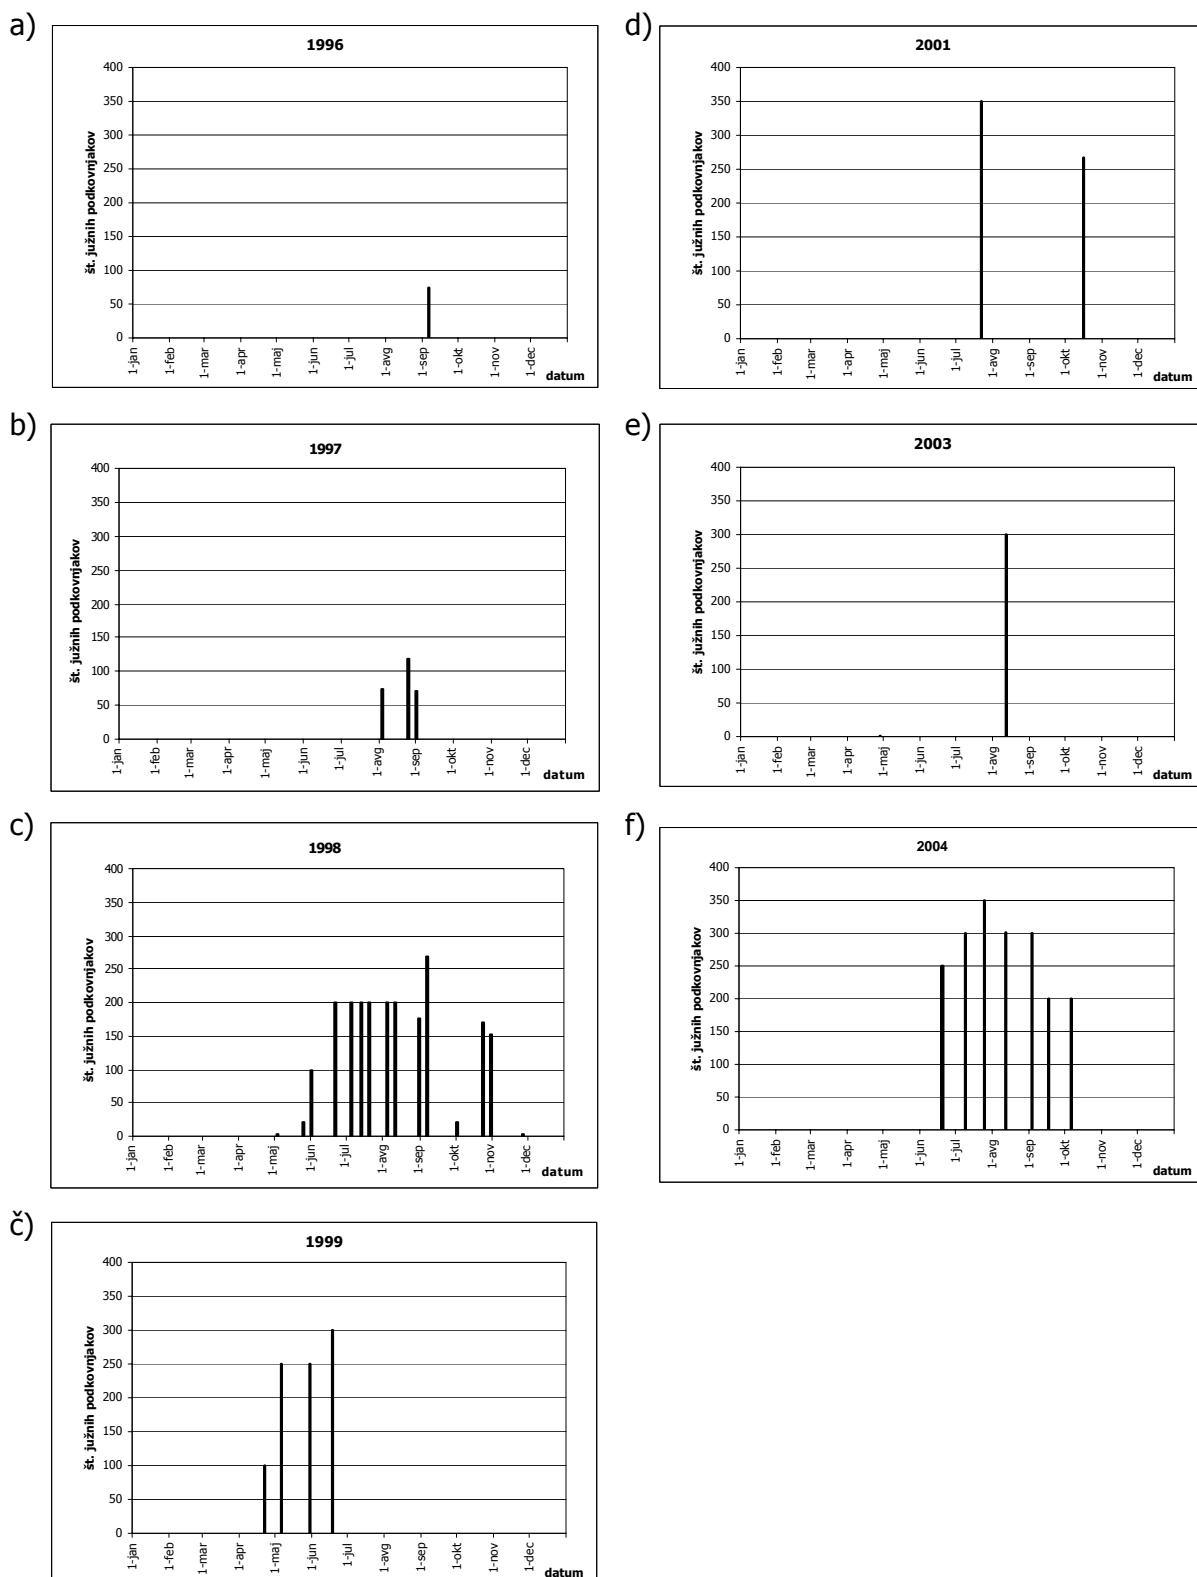 a)
1996
št. južnih podkovnjakov
400
350
300
250
200
150
100
50
0
1-jan
1-feb
1-mar
1-apr
1-maj
1-jun
1-jul
1-avg
1-sep
1-okt
1-nov
1-dec
datum
b)
1997
št. južnih podkovnjakov
400
350
300
250
200
150
100
50
0
1-jan
1-feb
1-mar
1-apr
1-maj
1-jun
1-jul
1-avg
1-sep
1-okt
1-nov
1-dec
datum
c)
1998
št. južnih podkovnjakov
400
350
300
250
200
150
100
50
0
1-jan
1-feb
1-mar
1-apr
1-maj
1-jun
1-jul
1-avg
1-sep
1-okt
1-nov
1-dec
datum
č)
1999
št. južnih podkovnjakov
400
350
300
250
200
150
100
50
0
1-jan
1-feb
1-mar
1-apr
1-maj
1-jun
1-jul
1-avg
1-sep
1-okt
1-nov
1-dec
datum
d)
2001
št. južnih podkovnjakov
400
350
300
250
200
150
100
50
0
1-jan
1-feb
1-mar
1-apr
1-maj
1-jun
1-jul
1-avg
1-sep
1-okt
1-nov
1-dec
datum
e)
2003
št. južnih podkovnjakov
400
350
300
250
200
150
100
50
0
1-jan
1-feb
1-mar
1-apr
1-maj
1-jun
1-jul
1-avg
1-sep
1-okt
1-nov
1-dec
datum
f)
2004
št. južnih podkovnjakov
400
350
300
250
200
150
100
50
0
1-jan
1-feb
1-mar
1-apr
1-maj
1-jun
1-jul
1-avg
1-sep
1-okt
1-nov
1-dec
datum